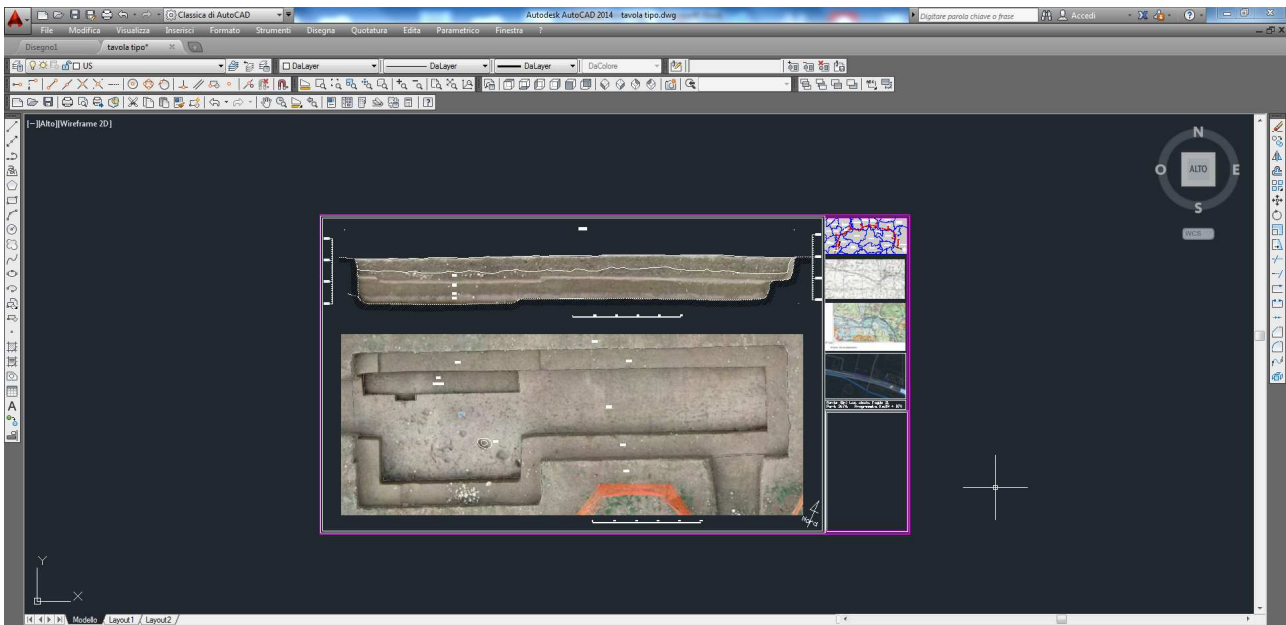 Classica di AutoCAD
Autodesk AutoCAD 2014 tavola tipo.dwg
Digitare parola chiave o frase
Accedi
File Modifica Visualizza Inserisci Formato Strumenti Disegna Quotatura Edita Parametrico Finestra ?
Disegno1 tavola tipo*
US DaLayer DaLayer DaLayer DaColore
[−][Alto][Wireframe 2D]
N
O ALTO E
S
WCS
Nord
Y
X
Modello Layout1 Layout2